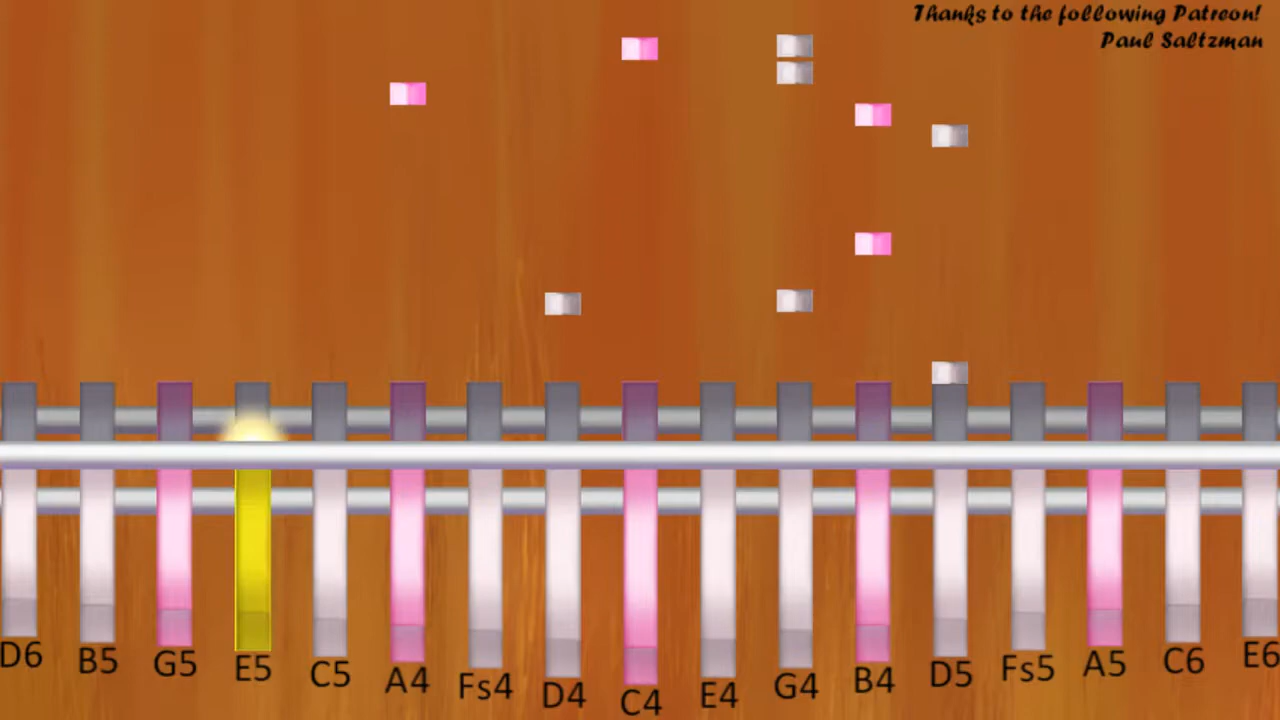 Thanks to the following Patreon!
Paul Saltzman
D6 B5 G5 E5 C5 A4 Fs4 D4 C4 E4 G4 B4 D5 Fs5 A5 C6 E6